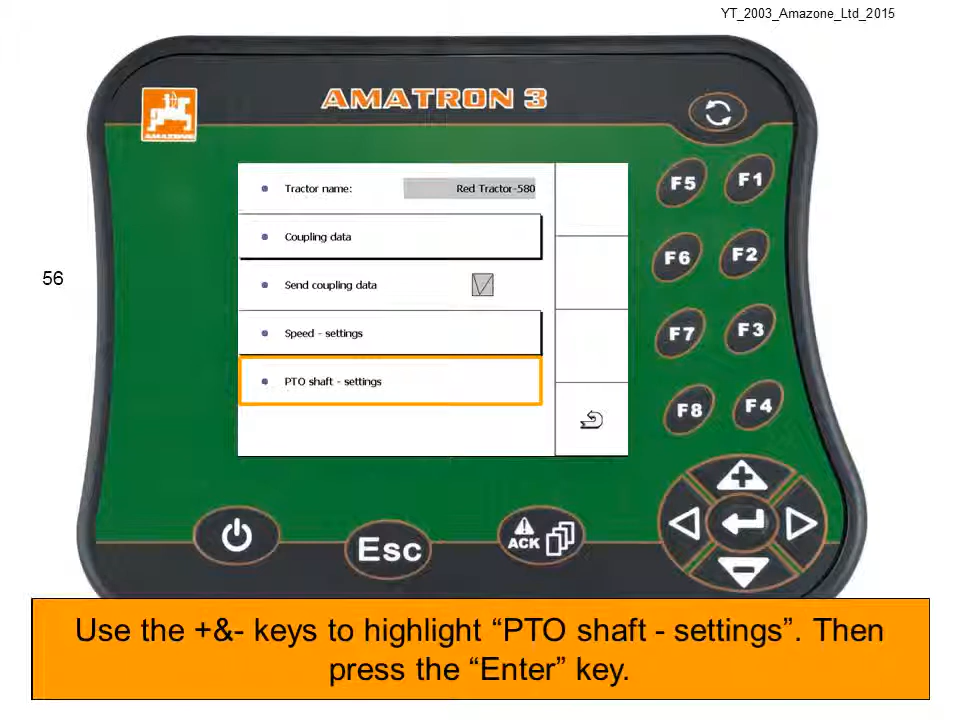 YT_2003_Amazone_Ltd_2015
AMATRON 3
AMAZONE
Tractor name: Red Tractor-580
Coupling data
Send coupling data
Speed - settings
PTO shaft - settings
F5 F1
F6 F2
F7 F3
F8 F4
56
Esc
ACK
Use the +&- keys to highlight “PTO shaft - settings”. Then
press the “Enter” key.